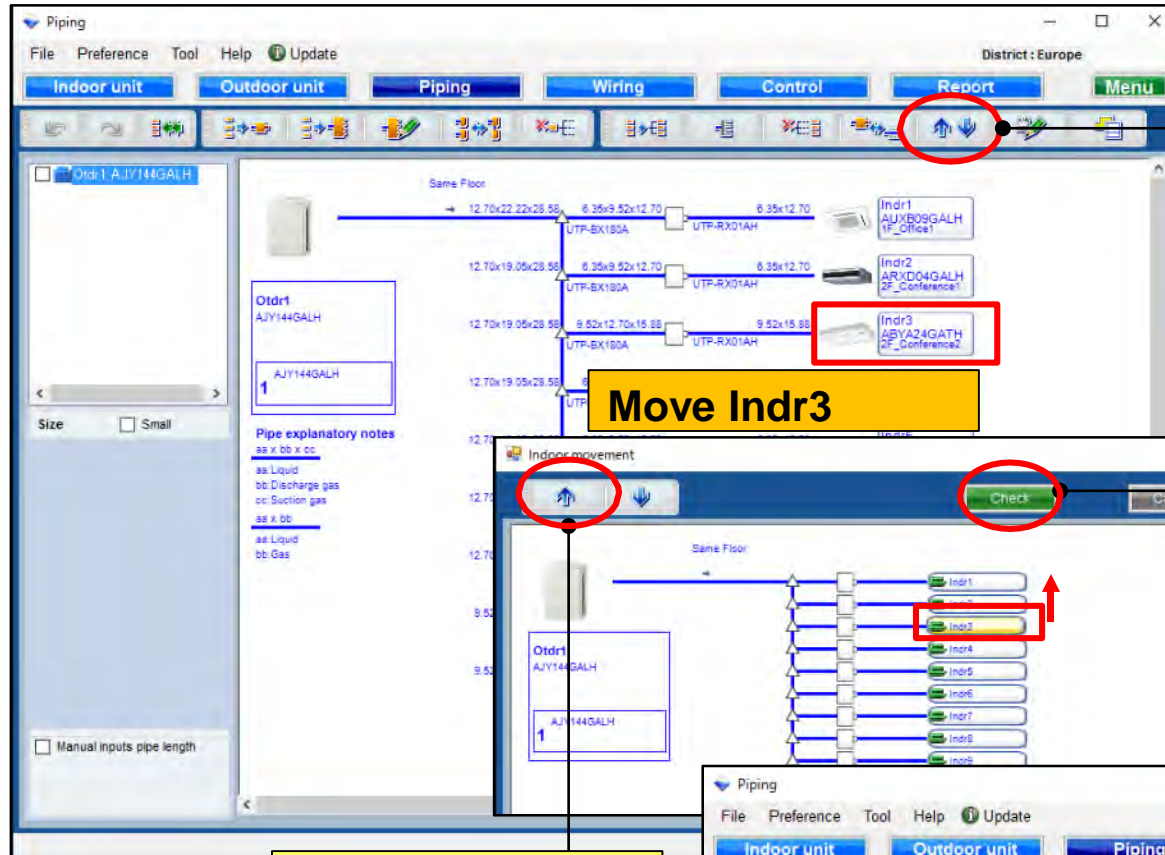 Piping
File Preference Tool Help Update District : Europe
Indoor unit Outdoor unit Piping Wiring Control Report Menu
Otdr1 AJY144GALH
Same Floor
12.70x22.22x28.58 6.35x9.52x12.70 6.35x12.70 Indr1
UTP-BX180A UTP-RX01AH AUXB09GALH
1F_Office1
12.70x19.05x28.58 6.35x9.52x12.70 6.35x12.70 Indr2
UTP-BX180A UTP-RX01AH ARXD04GALH
2F_Conference1
Otdr1
AJY144GALH
12.70x19.05x28.58 9.52x12.70x15.88 9.52x15.88 Indr3
UTP-BX180A UTP-RX01AH ABYA24GATH
2F_Conference2
AJY144GALH
1
12.70x19.05x28.58
Move Indr3
Size Small
Pipe explanatory notes
aa x bb x cc
aa:Liquid
bb:Discharge gas
cc:Suction gas
aa x bb
aa:Liquid
bb:Gas
Indoor movement
Check
Same Floor
Indr1
Indr3
Otdr1
AJY144GALH
Indr4
Indr5
Indr6
AJY144GALH
1
Indr7
Indr8
Indr9
Manual inputs pipe length
Piping
File Preference Tool Help Update
Indoor unit Outdoor unit Piping